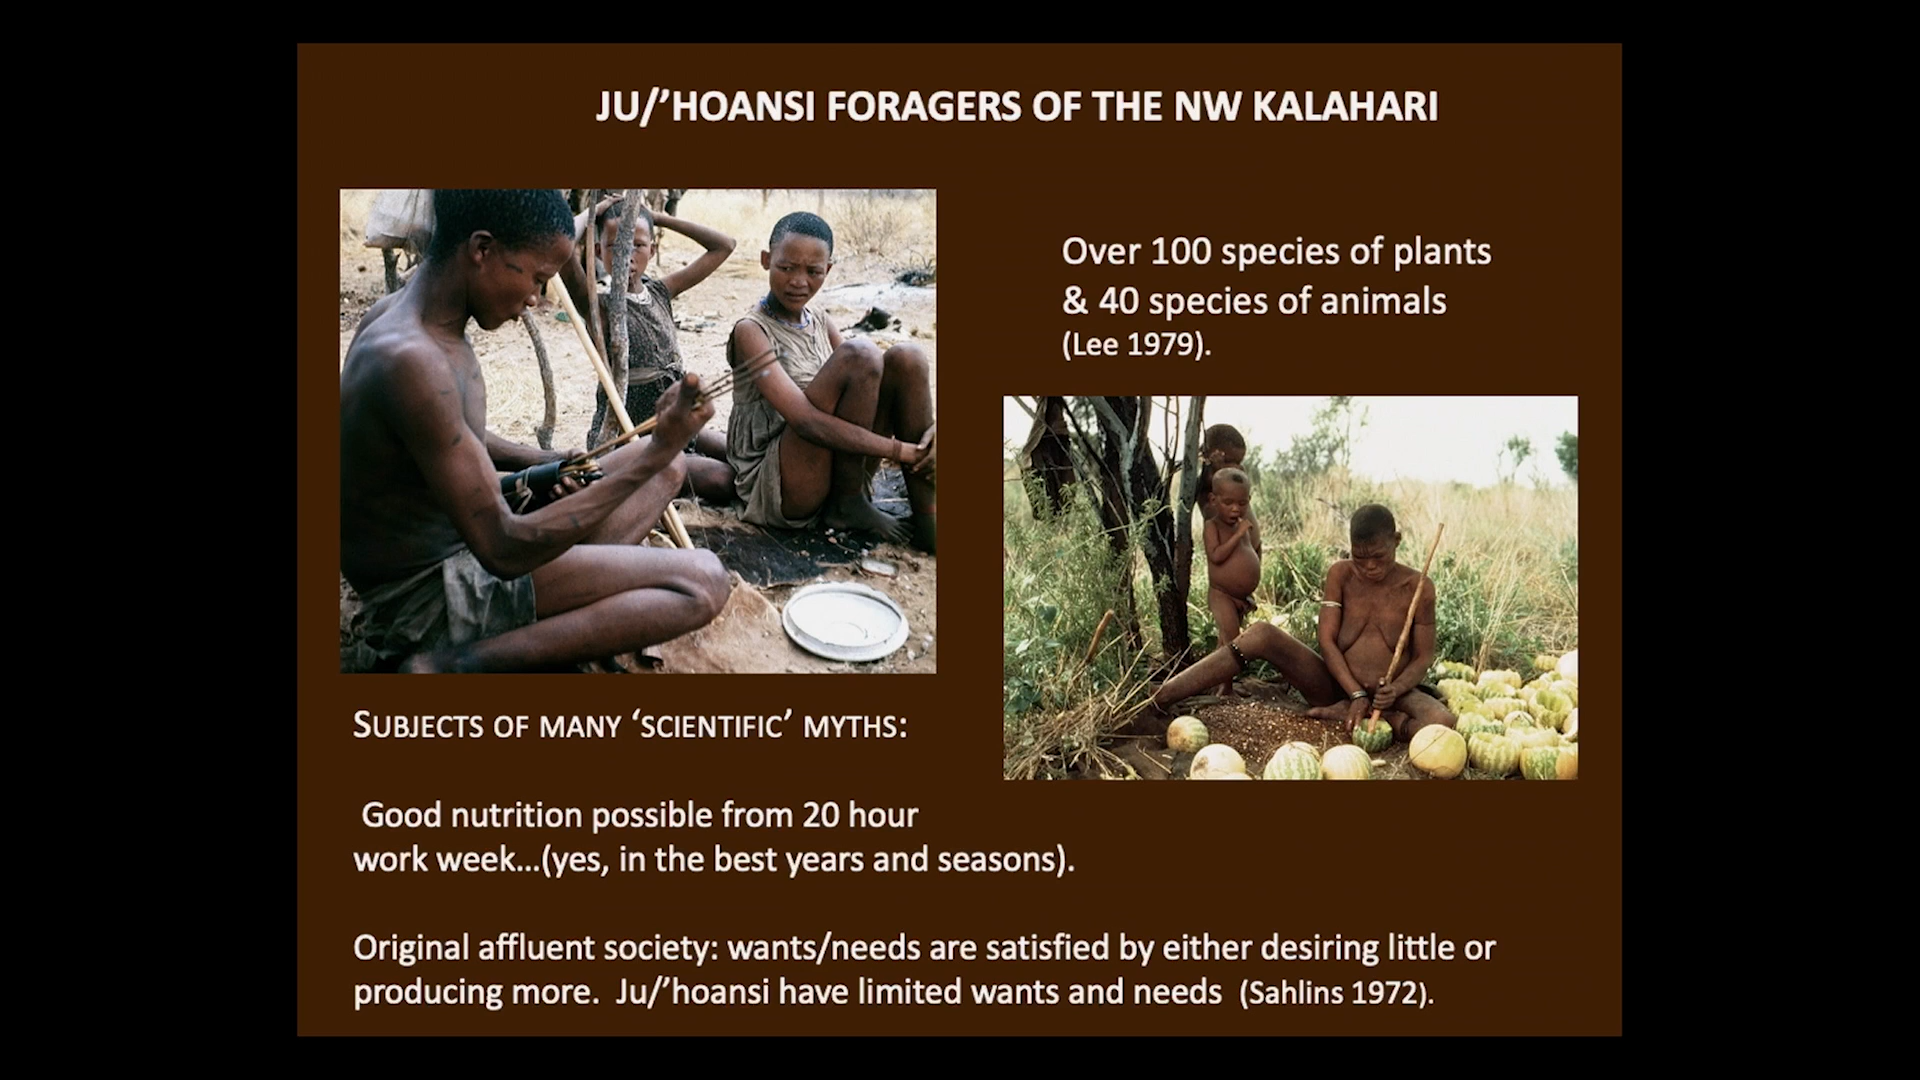 JU/’HOANSI FORAGERS OF THE NW KALAHARI
Over 100 species of plants
& 40 species of animals
(Lee 1979).
SUBJECTS OF MANY ‘SCIENTIFIC’ MYTHS:
Good nutrition possible from 20 hour
work week...(yes, in the best years and seasons).
Original affluent society: wants/needs are satisfied by either desiring little or
producing more. Ju/’hoansi have limited wants and needs (Sahlins 1972).